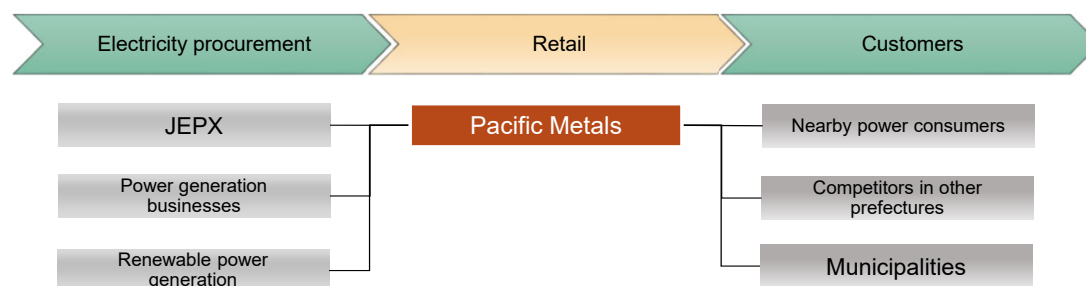 Electricity procurement
Retail
Customers
JEPX
Pacific Metals
Nearby power consumers
Power generation
businesses
Competitors in other
prefectures
Renewable power
generation
Municipalities